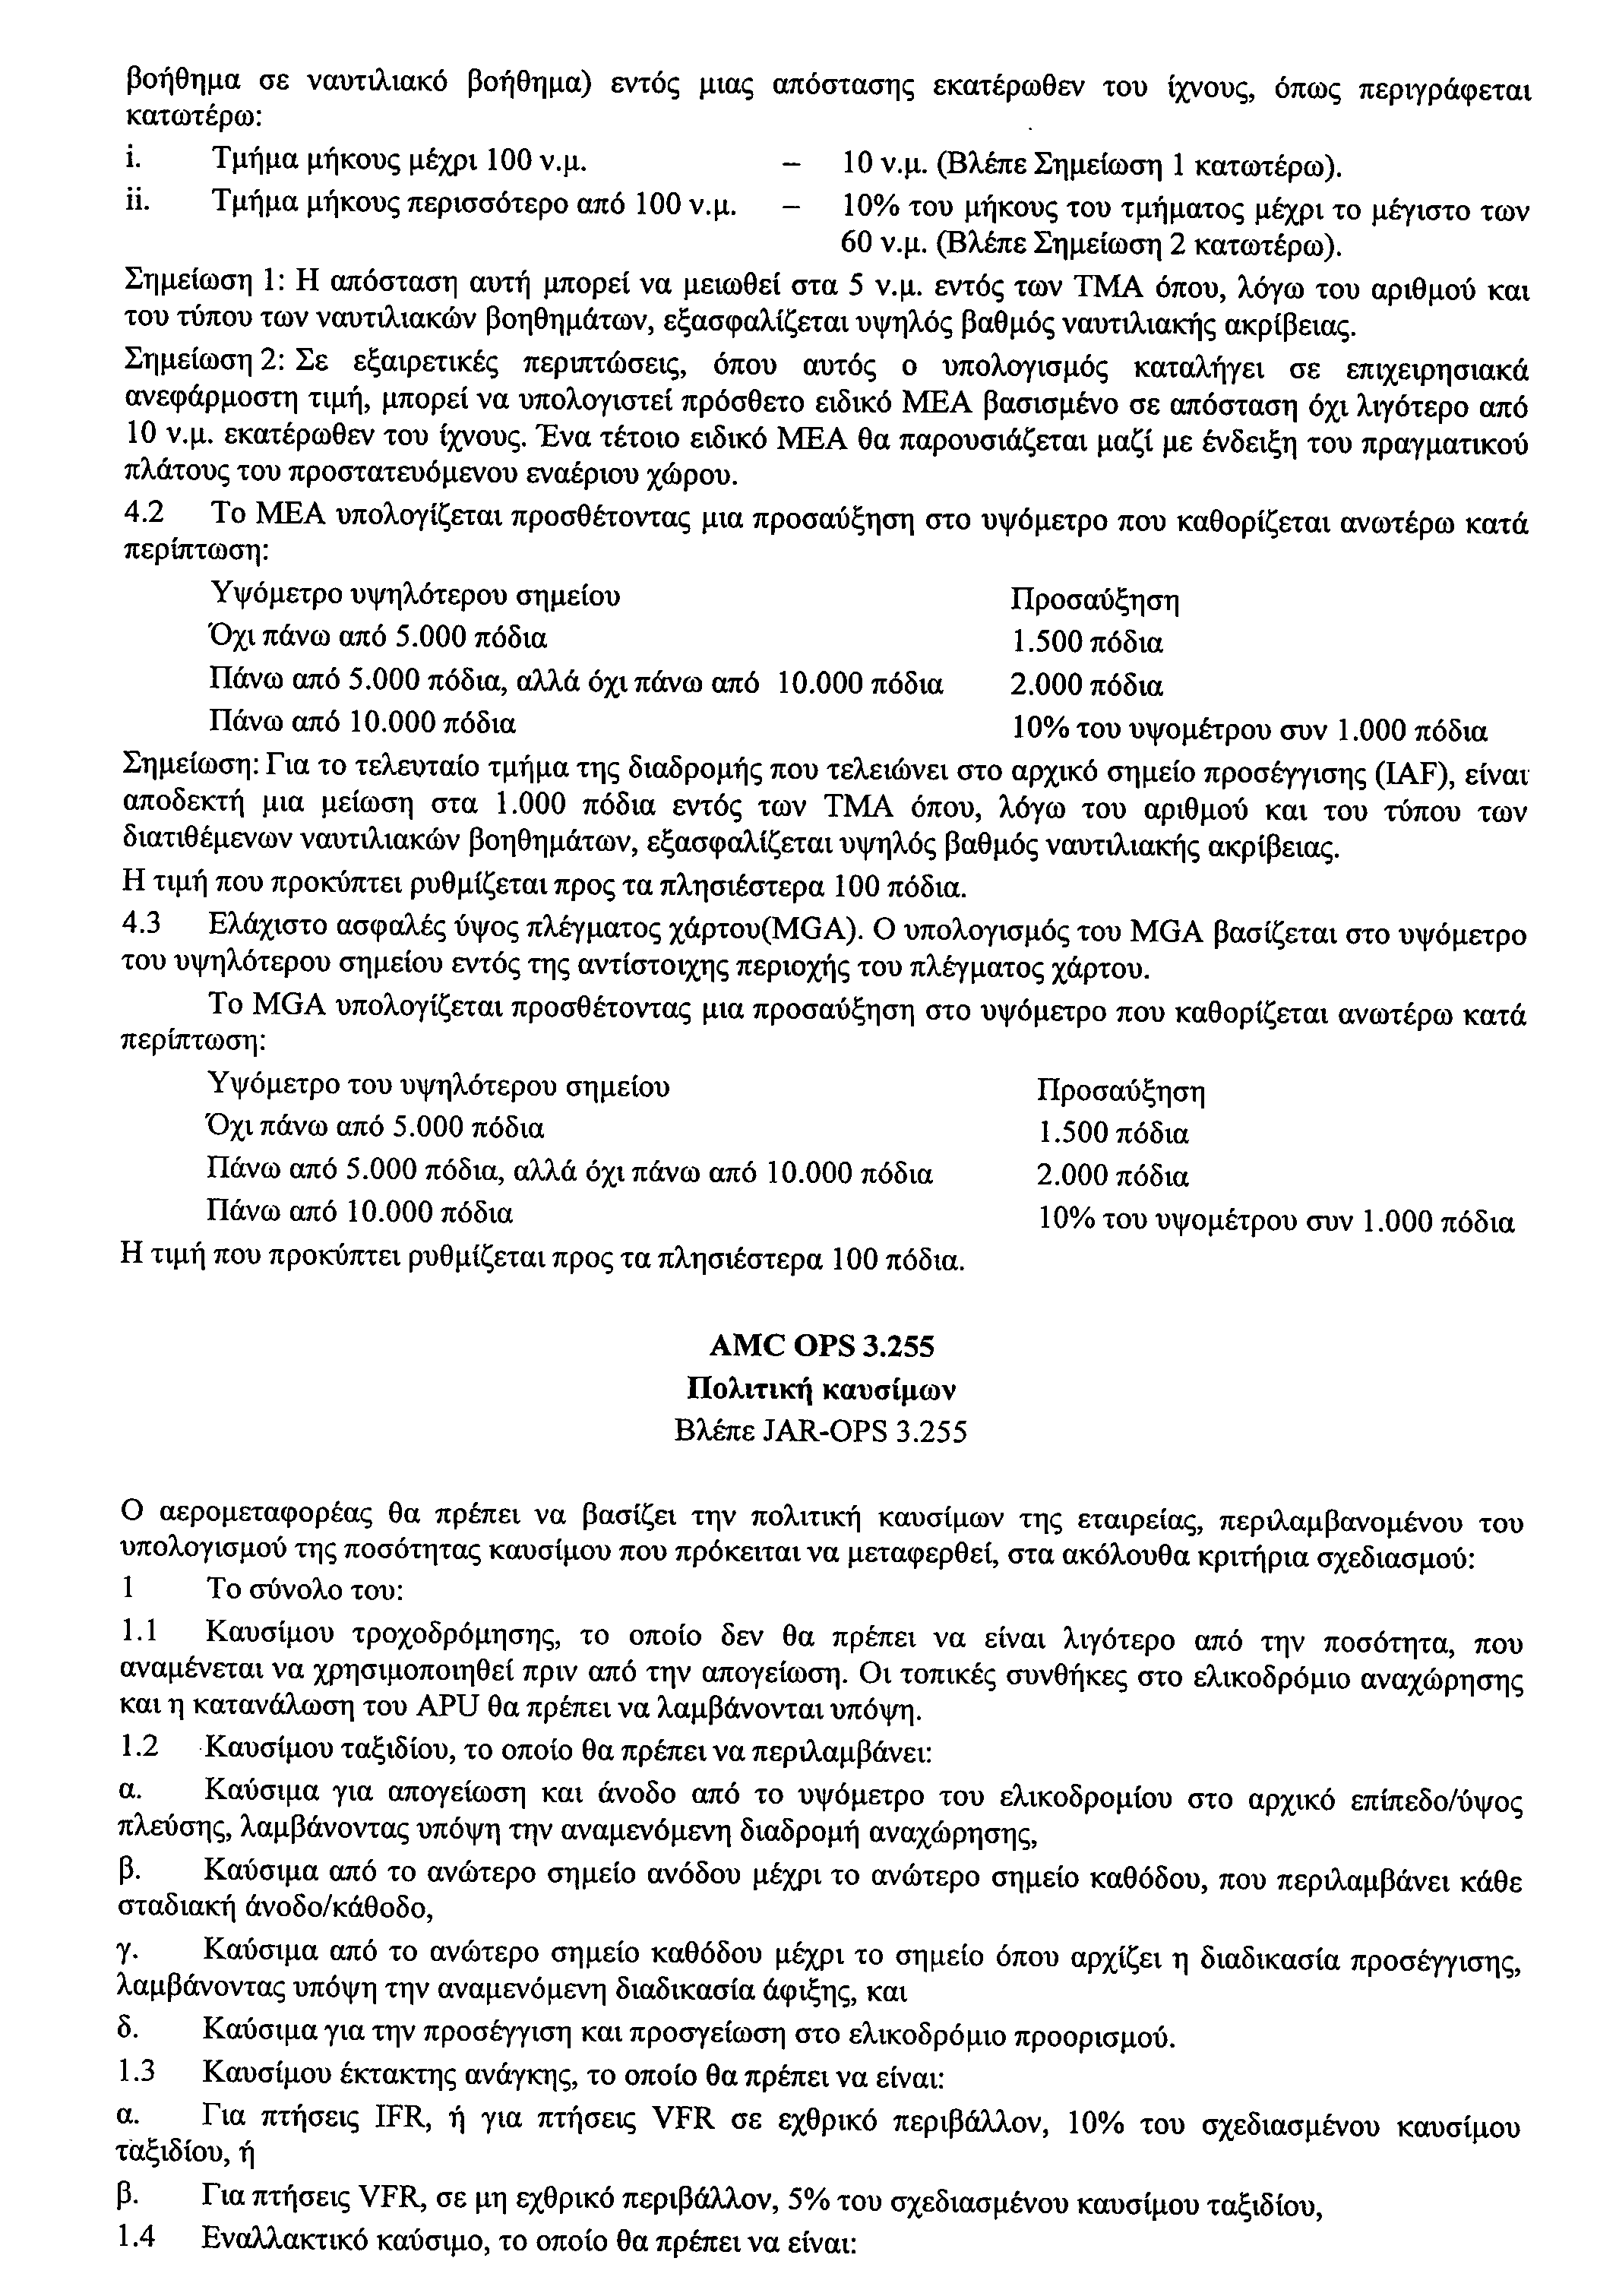 βοήθημα σε ναυτιλιακό βοήθημα) εντός μιας απόστασης εκατέρωθεν του ίχνους, όπως περιγράφεται
κατωτέρω:
i. Τμήμα μήκους μέχρι 100 ν.μ. – 10 ν.μ. (Βλέπε Σημείωση 1 κατωτέρω).
ii. Τμήμα μήκους περισσότερο από 100 ν.μ. – 10% του μήκους του τμήματος μέχρι το μέγιστο των
60 ν.μ. (Βλέπε Σημείωση 2 κατωτέρω).
Σημείωση 1: Η απόσταση αυτή μπορεί να μειωθεί στα 5 ν.μ. εντός των ΤΜΑ όπου, λόγω του αριθμού και
του τύπου των ναυτιλιακών βοηθημάτων, εξασφαλίζεται υψηλός βαθμός ναυτιλιακής ακρίβειας.
Σημείωση 2: Σε εξαιρετικές περιπτώσεις, όπου αυτός ο υπολογισμός καταλήγει σε επιχειρησιακά
ανεφάρμοστη τιμή, μπορεί να υπολογιστεί πρόσθετο ειδικό ΜΕΑ βασισμένο σε απόσταση όχι λιγότερο από
10 ν.μ. εκατέρωθεν του ίχνους. Ένα τέτοιο ειδικό ΜΕΑ θα παρουσιάζεται μαζί με ένδειξη του πραγματικού
πλάτους του προστατευόμενου εναέριου χώρου.
4.2 Το ΜΕΑ υπολογίζεται προσθέτοντας μια προσαύξηση στο υψόμετρο που καθορίζεται ανωτέρω κατά
περίπτωση:
Υψόμετρο υψηλότερου σημείου Προσαύξηση
Όχι πάνω από 5.000 πόδια 1.500 πόδια
Πάνω από 5.000 πόδια, αλλά όχι πάνω από 10.000 πόδια 2.000 πόδια
Πάνω από 10.000 πόδια 10% του υψομέτρου συν 1.000 πόδια
Σημείωση: Για το τελευταίο τμήμα της διαδρομής που τελειώνει στο αρχικό σημείο προσέγγισης (IAF), είναι
αποδεκτή μια μείωση στα 1.000 πόδια εντός των ΤΜΑ όπου, λόγω του αριθμού και του τύπου των
διατιθέμενων ναυτιλιακών βοηθημάτων, εξασφαλίζεται υψηλός βαθμός ναυτιλιακής ακρίβειας.
Η τιμή που προκύπτει ρυθμίζεται προς τα πλησιέστερα 100 πόδια.
4.3 Ελάχιστο ασφαλές ύψος πλέγματος χάρτου(MGA). Ο υπολογισμός του MGA βασίζεται στο υψόμετρο
του υψηλότερου σημείου εντός της αντίστοιχης περιοχής του πλέγματος χάρτου.
Το MGA υπολογίζεται προσθέτοντας μια προσαύξηση στο υψόμετρο που καθορίζεται ανωτέρω κατά
περίπτωση:
Υψόμετρο του υψηλότερου σημείου Προσαύξηση
Όχι πάνω από 5.000 πόδια 1.500 πόδια
Πάνω από 5.000 πόδια, αλλά όχι πάνω από 10.000 πόδια 2.000 πόδια
Πάνω από 10.000 πόδια 10% του υψομέτρου συν 1.000 πόδια
Η τιμή που προκύπτει ρυθμίζεται προς τα πλησιέστερα 100 πόδια.
AMC OPS 3.255
Πολιτική καυσίμων
Βλέπε JAR-OPS 3.255
Ο αερομεταφορέας θα πρέπει να βασίζει την πολιτική καυσίμων της εταιρείας, περιλαμβανομένου του
υπολογισμού της ποσότητας καυσίμου που πρόκειται να μεταφερθεί, στα ακόλουθα κριτήρια σχεδιασμού:
1 Το σύνολο του:
1.1 Καυσίμου τροχοδρόμησης, το οποίο δεν θα πρέπει να είναι λιγότερο από την ποσότητα, που
αναμένεται να χρησιμοποιηθεί πριν από την απογείωση. Οι τοπικές συνθήκες στο ελικοδρόμιο αναχώρησης
και η κατανάλωση του APU θα πρέπει να λαμβάνονται υπόψη.
1.2 Καυσίμου ταξιδίου, το οποίο θα πρέπει να περιλαμβάνει:
α. Καύσιμα για απογείωση και άνοδο από το υψόμετρο του ελικοδρομίου στο αρχικό επίπεδο/ύψος
πλεύσης, λαμβάνοντας υπόψη την αναμενόμενη διαδρομή αναχώρησης,
β. Καύσιμα από το ανώτερο σημείο ανόδου μέχρι το ανώτερο σημείο καθόδου, που περιλαμβάνει κάθε
σταδιακή άνοδο/κάθοδο,
γ. Καύσιμα από το ανώτερο σημείο καθόδου μέχρι το σημείο όπου αρχίζει η διαδικασία προσέγγισης,
λαμβάνοντας υπόψη την αναμενόμενη διαδικασία άφιξης, και
δ. Καύσιμα για την προσέγγιση και προσγείωση στο ελικοδρόμιο προορισμού.
1.3 Καυσίμου έκτακτης ανάγκης, το οποίο θα πρέπει να είναι:
α. Για πτήσεις IFR, ή για πτήσεις VFR σε εχθρικό περιβάλλον, 10% του σχεδιασμένου καυσίμου
ταξιδίου, ή
β. Για πτήσεις VFR, σε μη εχθρικό περιβάλλον, 5% του σχεδιασμένου καυσίμου ταξιδίου,
1.4 Εναλλακτικό καύσιμο, το οποίο θα πρέπει να είναι: